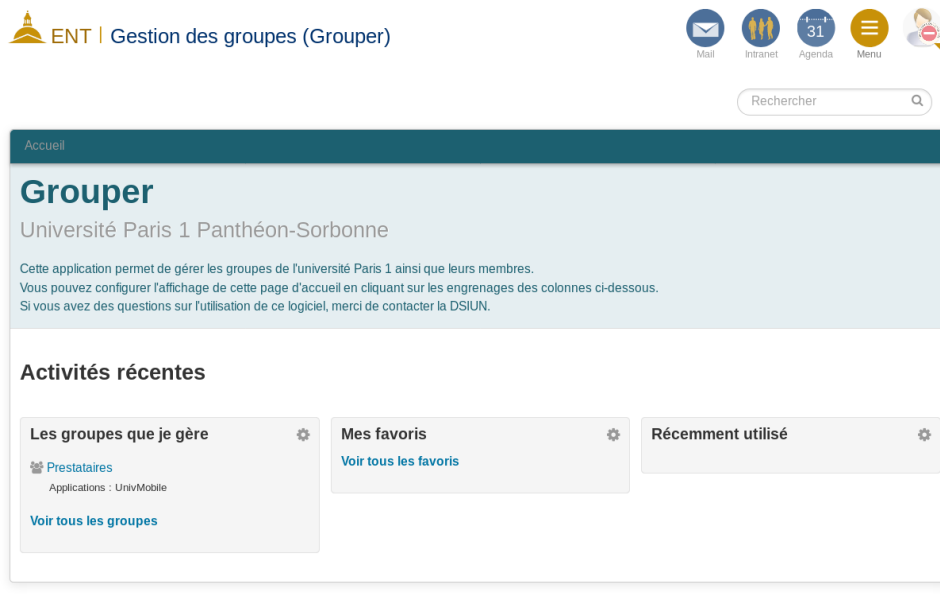 ENT | Gestion des groupes (Grouper)
31
Mail Intranet Agenda Menu
Rechercher
Accueil
Grouper
Université Paris 1 Panthéon-Sorbonne
Cette application permet de gérer les groupes de l'université Paris 1 ainsi que leurs membres.
Vous pouvez configurer l'affichage de cette page d'accueil en cliquant sur les engrenages des colonnes ci-dessous.
Si vous avez des questions sur l'utilisation de ce logiciel, merci de contacter la DSIUN.
Activités récentes
Les groupes que je gère
Prestataires
Applications : UnivMobile
Voir tous les groupes
Mes favoris
Voir tous les favoris
Récemment utilisé